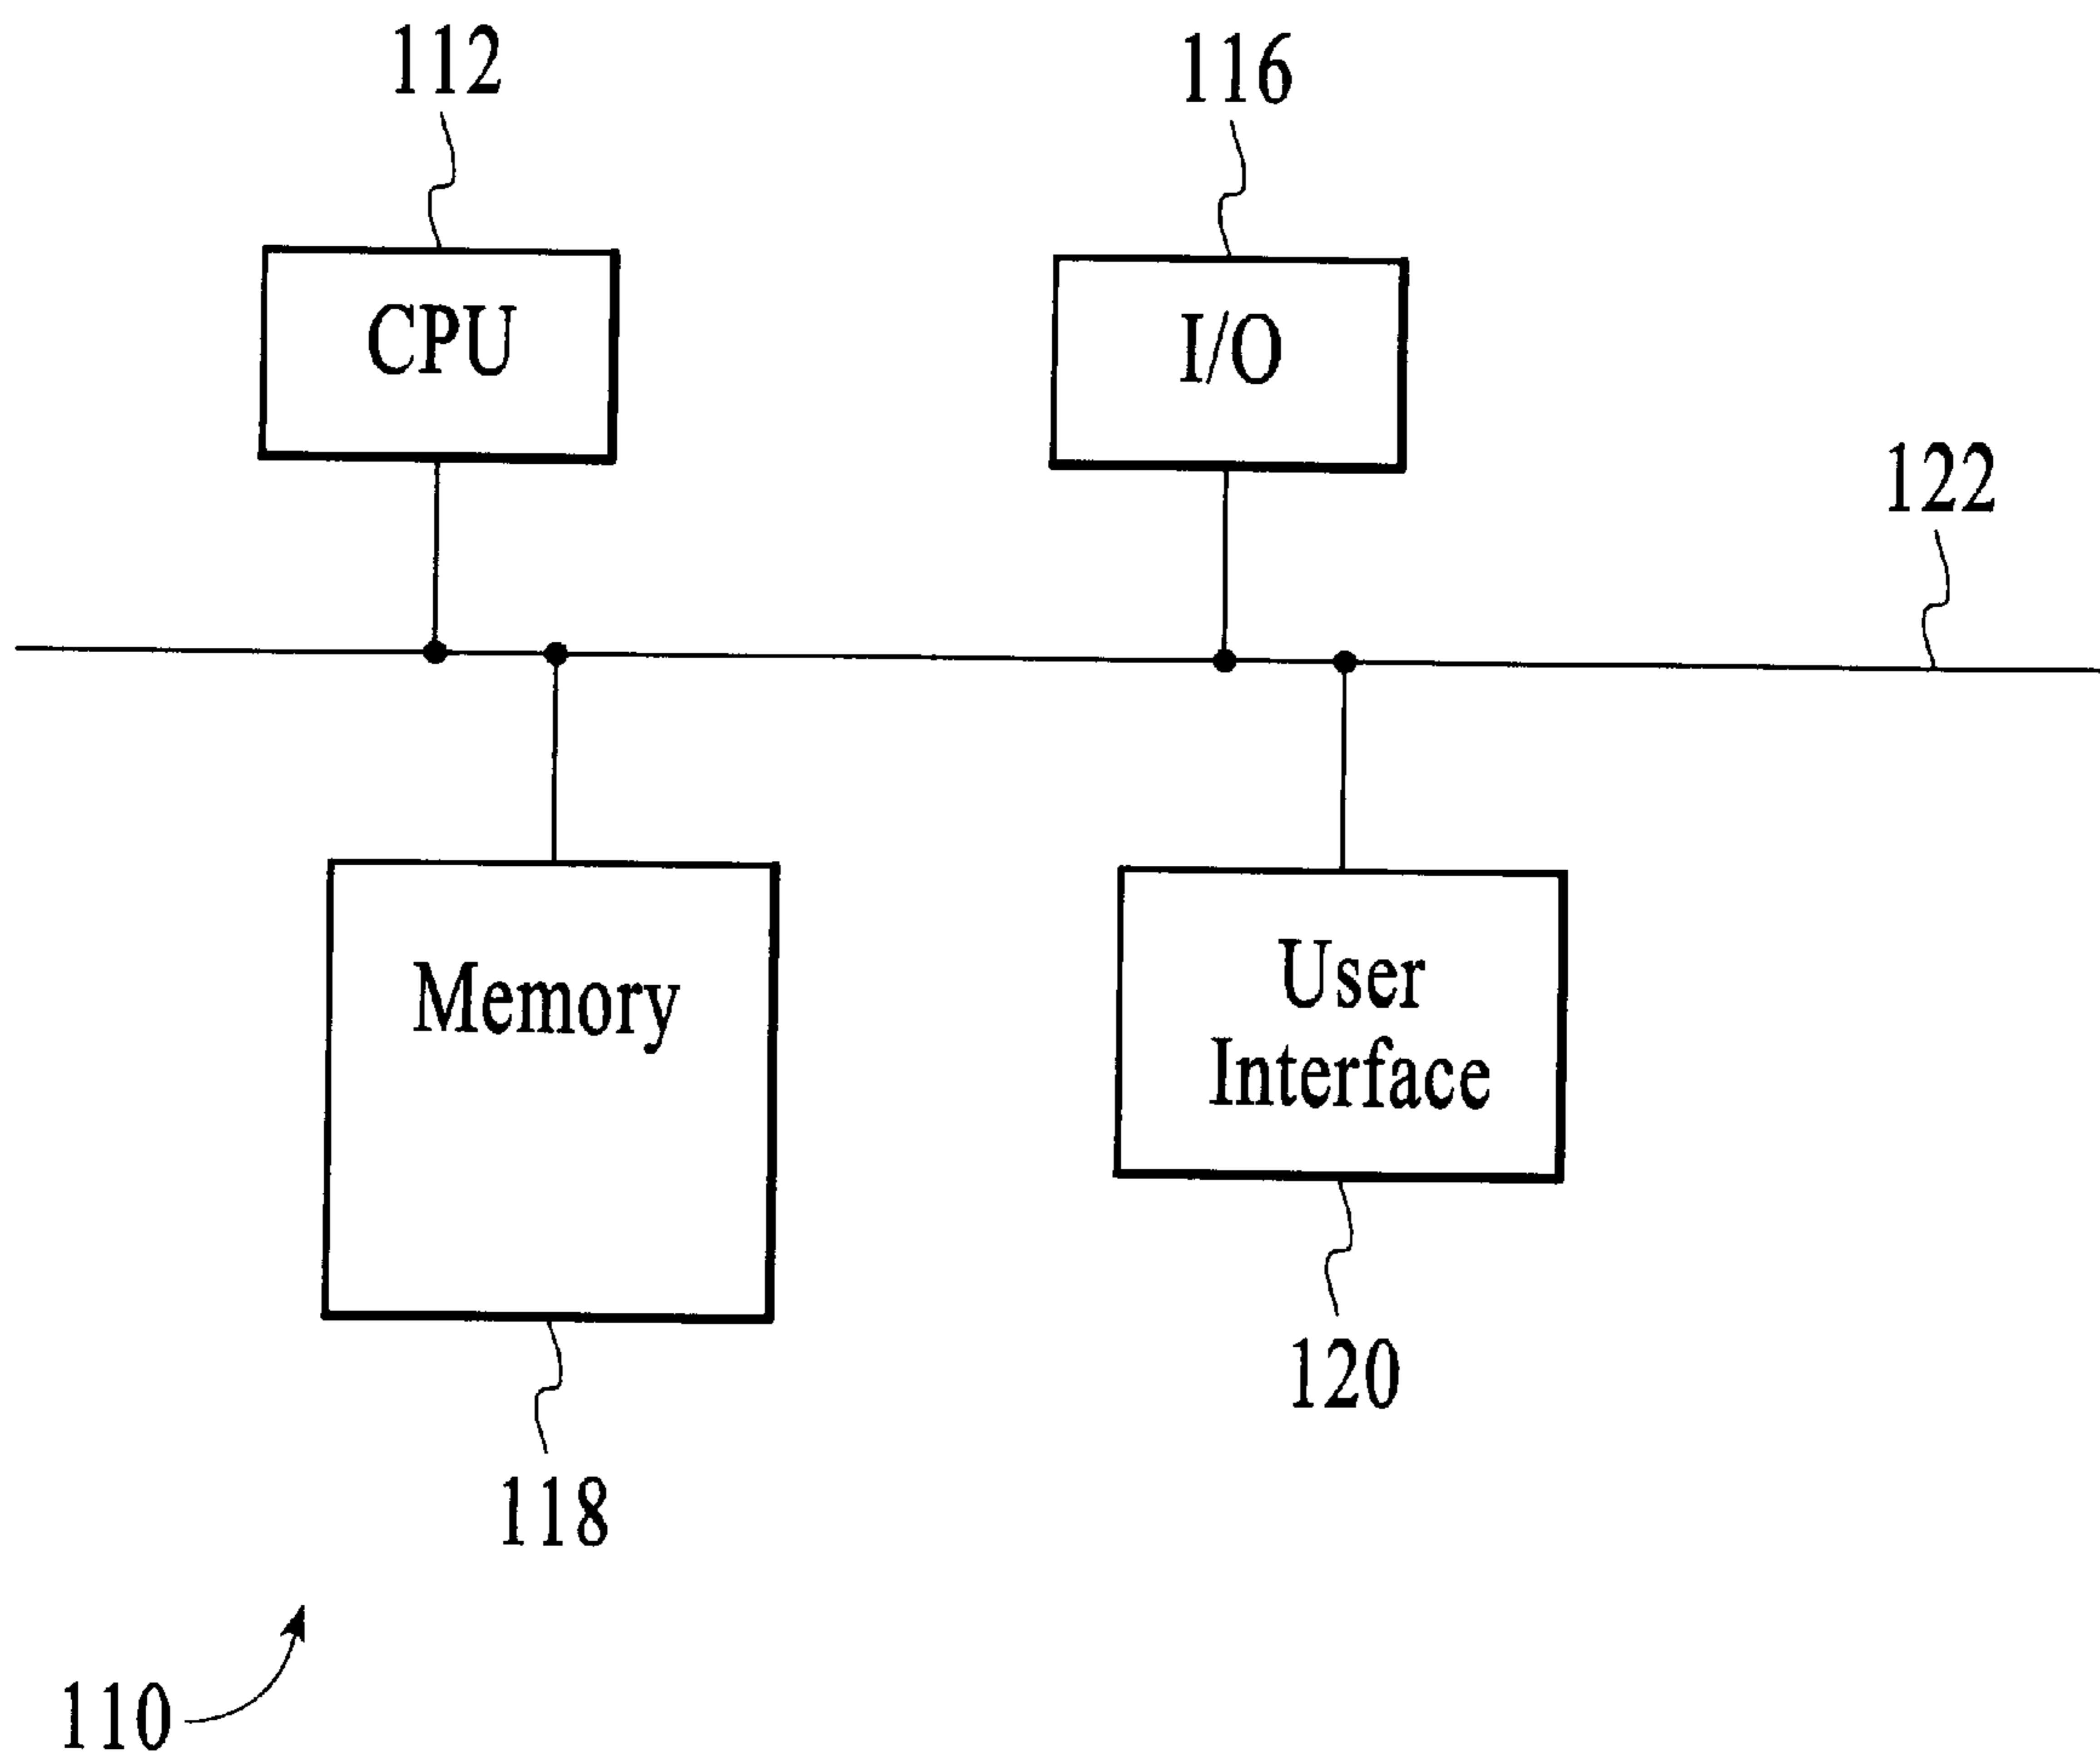 112
116
CPU
I/O
122
Memory
User
Interface
120
118
110